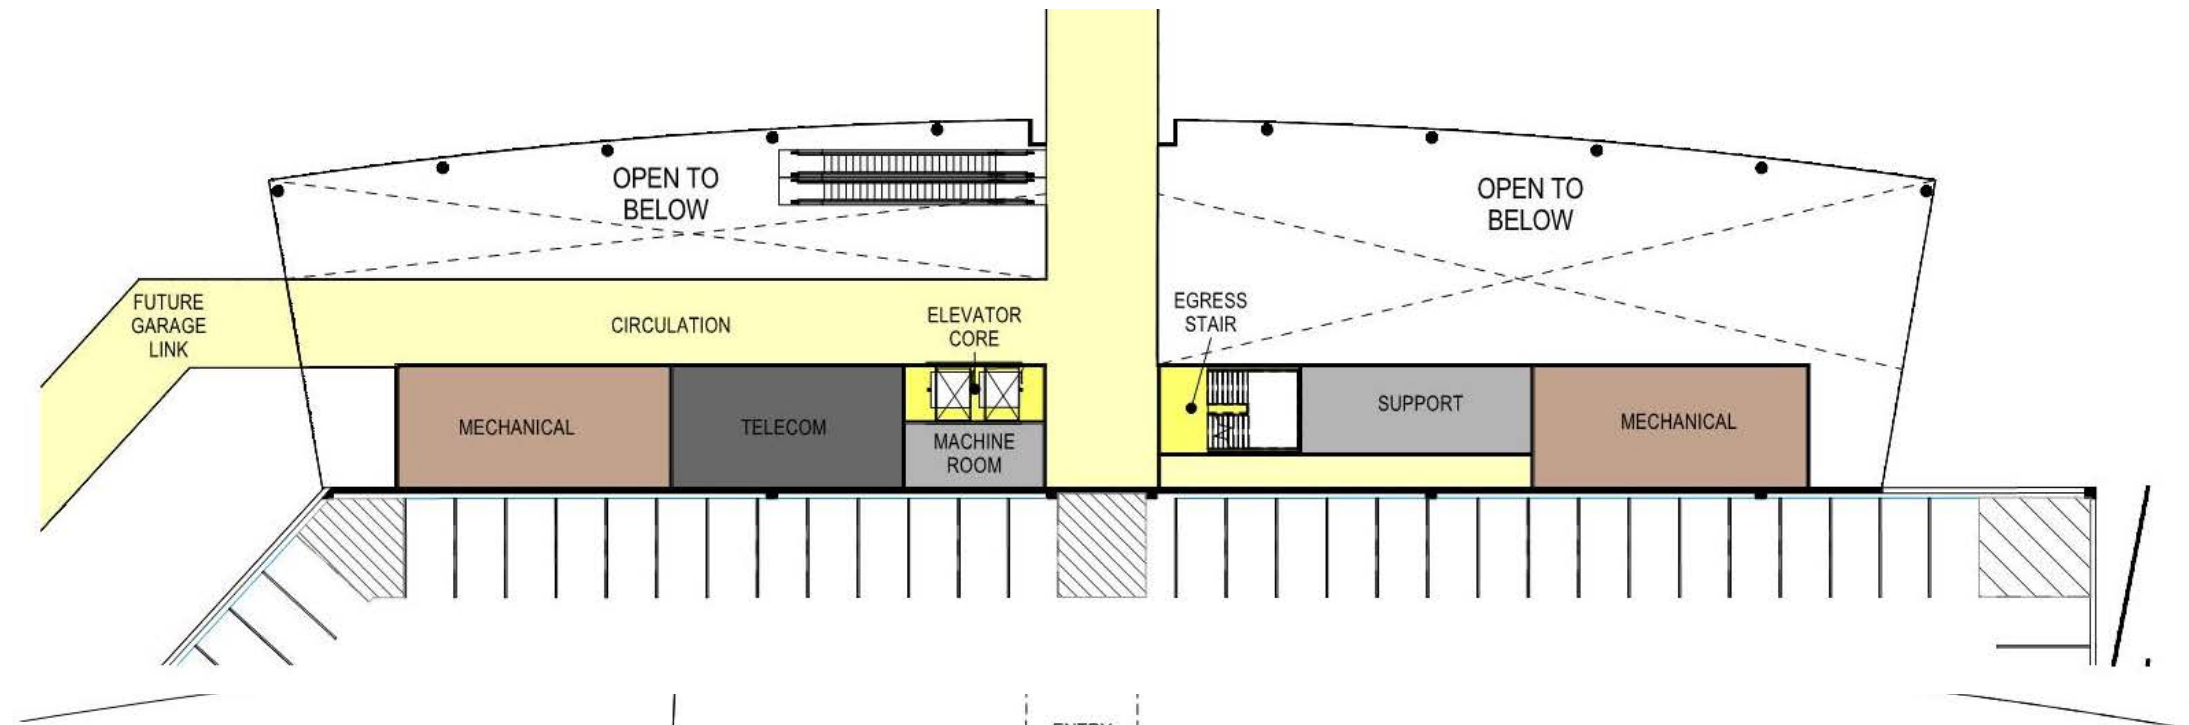 OPEN TO
BELOW
OPEN TO
BELOW
FUTURE
GARAGE
LINK
CIRCULATION
ELEVATOR
CORE
EGRESS
STAIR
MECHANICAL
TELECOM
MACHINE
ROOM
SUPPORT
MECHANICAL